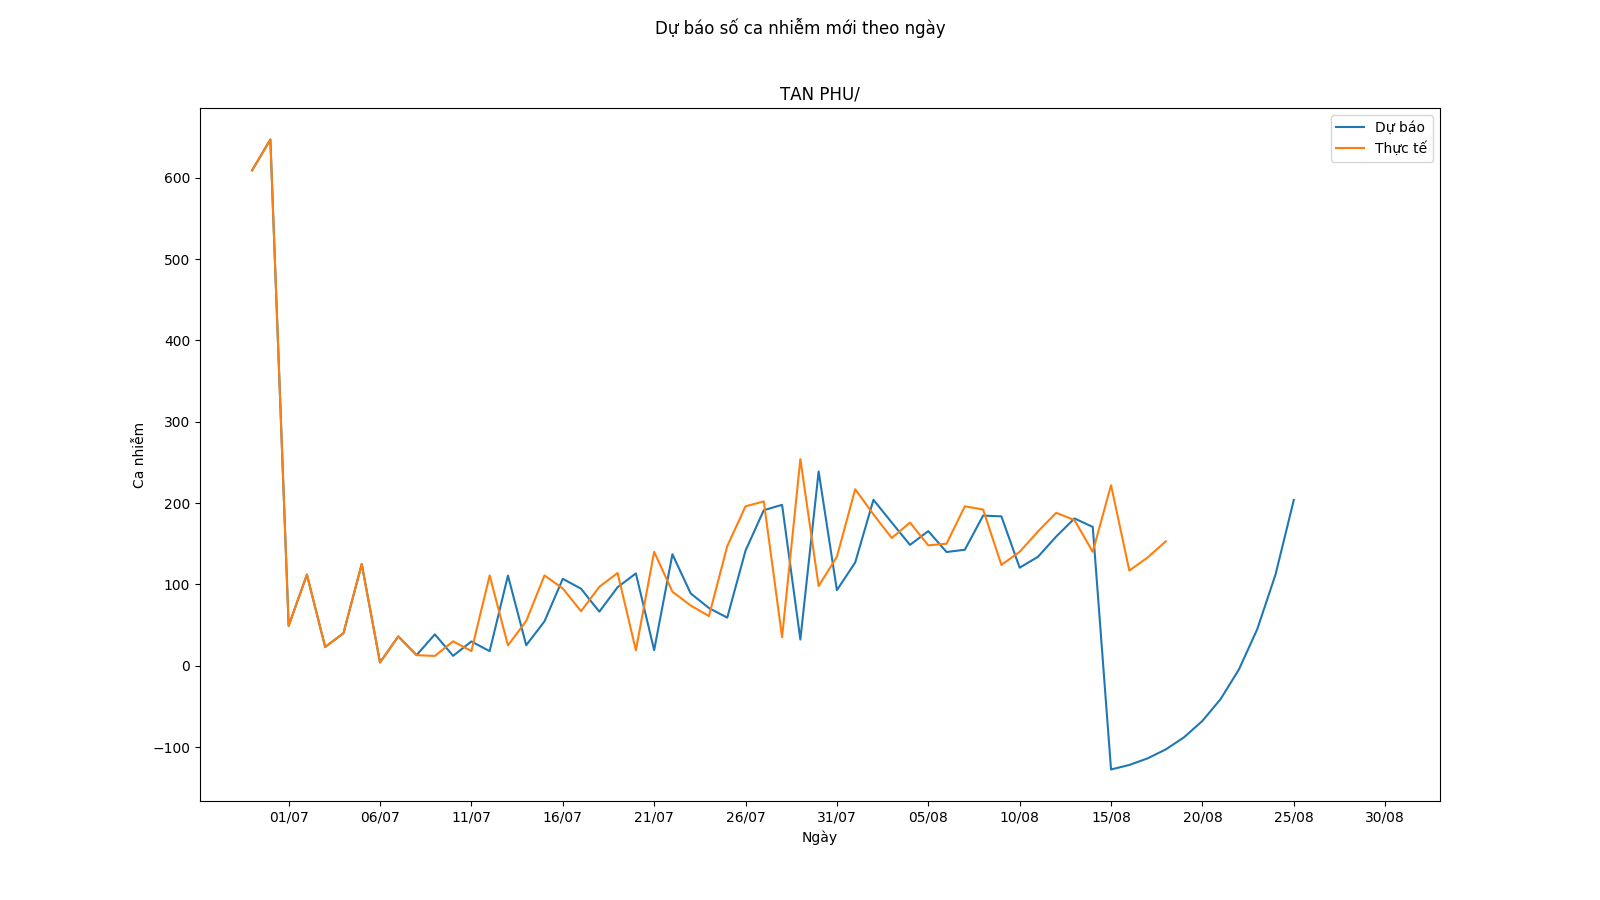 Dự báo số ca nhiễm mới theo ngày
TAN PHU/
Dự báo
Thực tế
600
500
400
300
200
100
0
−100
Ca nhiễm
01/07 06/07 11/07 16/07 21/07 26/07 31/07 05/08 10/08 15/08 20/08 25/08 30/08
Ngày